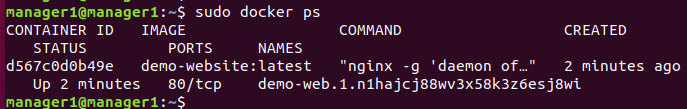 manager1@manager1:~$ sudo docker ps
CONTAINER ID   IMAGE                 COMMAND                  CREATED
   STATUS         PORTS     NAMES
d567c0d0b49e   demo-website:latest   "nginx -g 'daemon of…"   2 minutes ago
   Up 2 minutes   80/tcp    demo-web.1.n1hajcj88wv3x58k3z6esj8wi
manager1@manager1:~$